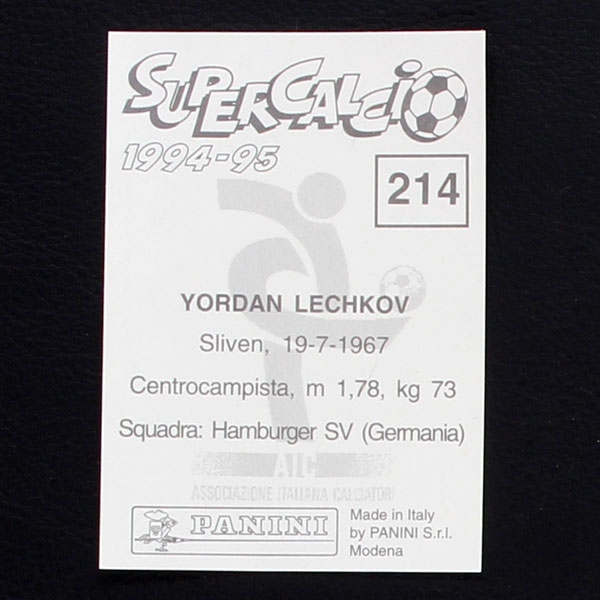 SUPERCALCIO
1994-95
214
YORDAN LECHKOV
Sliven, 19-7-1967
Centrocampista, m 1,78, kg 73
Squadra: Hamburger SV (Germania)
AIC
ASSOCIAZIONE ITALIANA CALCIATORI
PANINI
Made in Italy
by PANINI S.r.l.
Modena